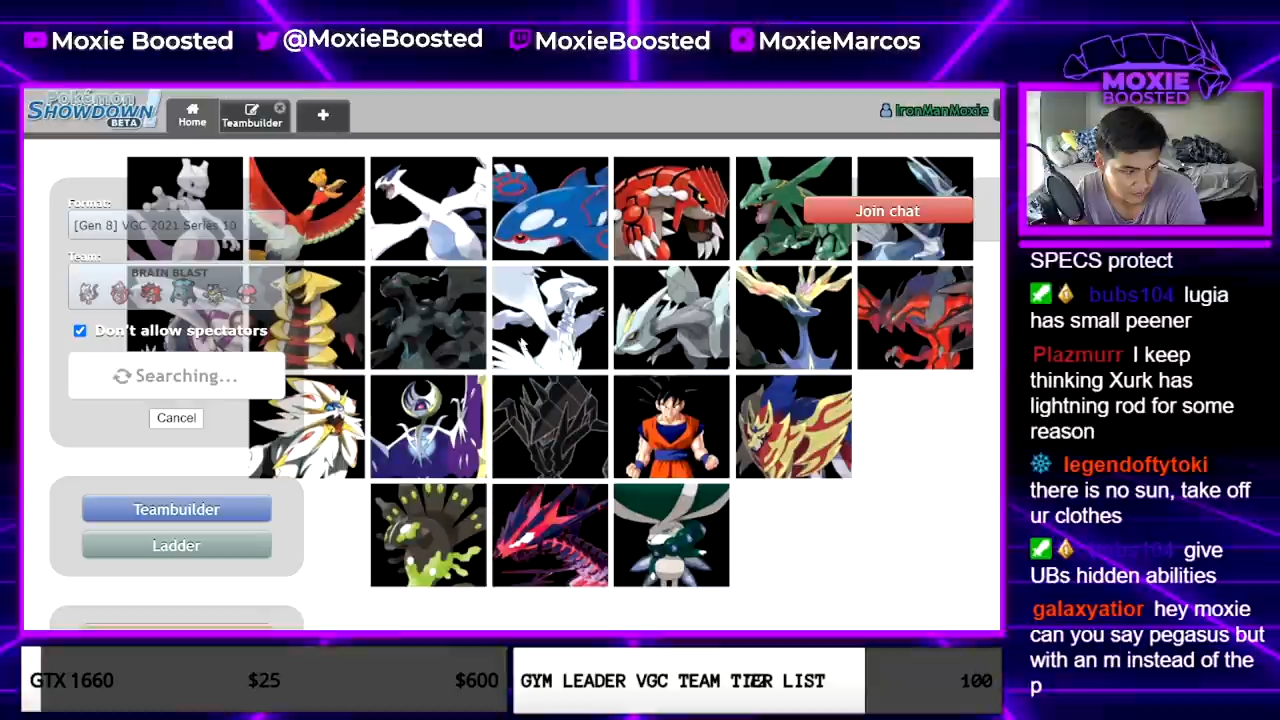 Moxie Boosted
@MoxieBoosted
MoxieBoosted
MoxieMarcos
MOXIE
BOOSTED
Pokémon
SHOWDOWN!
BETA
Home
Teambuilder
+
IronManMoxie
Format:
[Gen 8] VGC 2021 Series 10
Join chat
Team:
BRAIN BLAST
Don't allow spectators
Searching...
Cancel
Teambuilder
Ladder
SPECS protect
bubs104 lugia
has small peener
Plazmurr I keep
thinking Xurk has
lightning rod for some
reason
legendoftytoki
there is no sun, take off
ur clothes
bubs104 give
UBs hidden abilities
galaxyatior hey moxie
can you say pegasus but
with an m instead of the
p
GTX 1660 $25 $600
GYM LEADER VGC TEAM TIER LIST 100